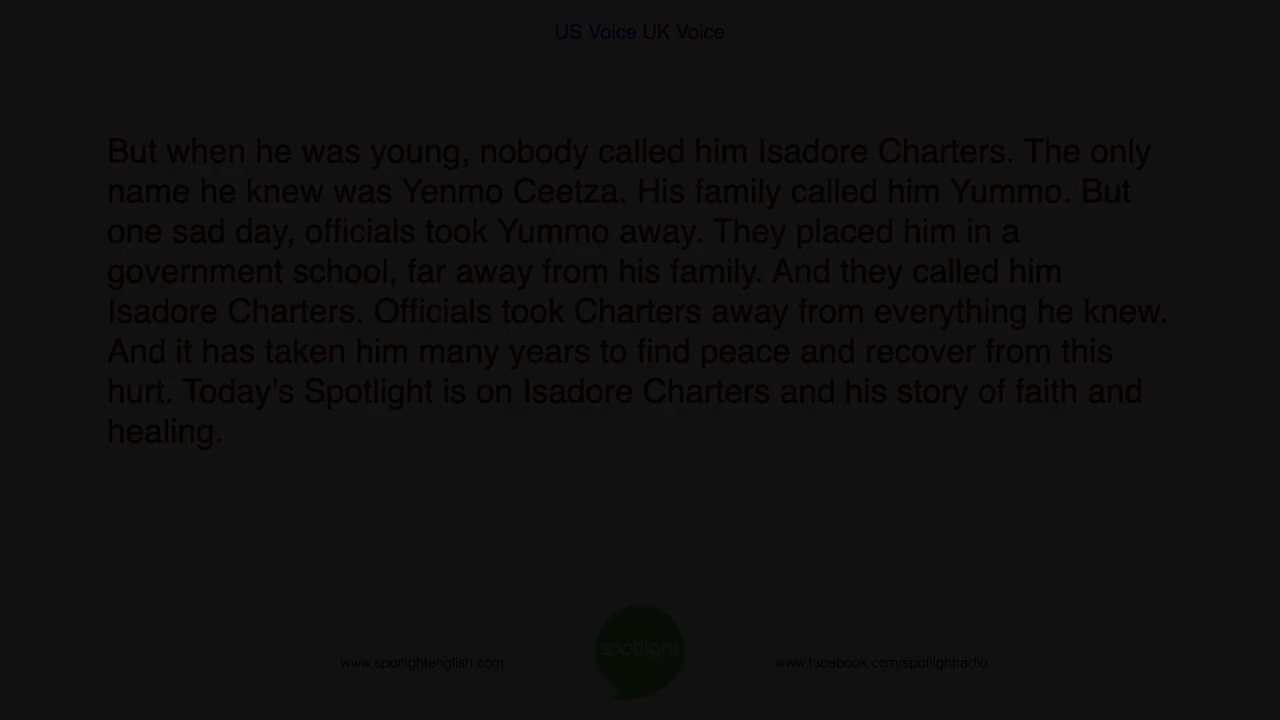 US Voice UK Voice
But when he was young, nobody called him Isadore Charters. The only
name he knew was Yenmo Ceetza. His family called him Yummo. But
one sad day, officials took Yummo away. They placed him in a
government school, far away from his family. And they called him
Isadore Charters. Officials took Charters away from everything he knew.
And it has taken him many years to find peace and recover from this
hurt. Today's Spotlight is on Isadore Charters and his story of faith and
healing.
spotlight
www.spotlightenglish.com
www.facebook.com/spotlightradio